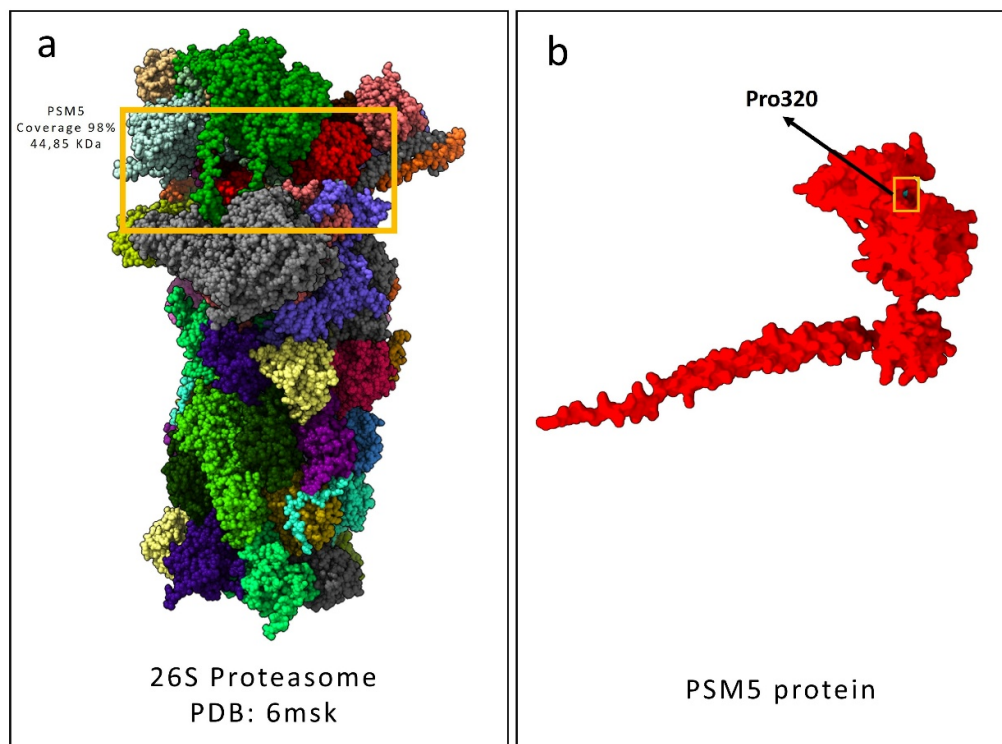 a
PSM5
Coverage 98%
44,85 KDa
26S Proteasome
PDB: 6msk
b
Pro320
PSM5 protein